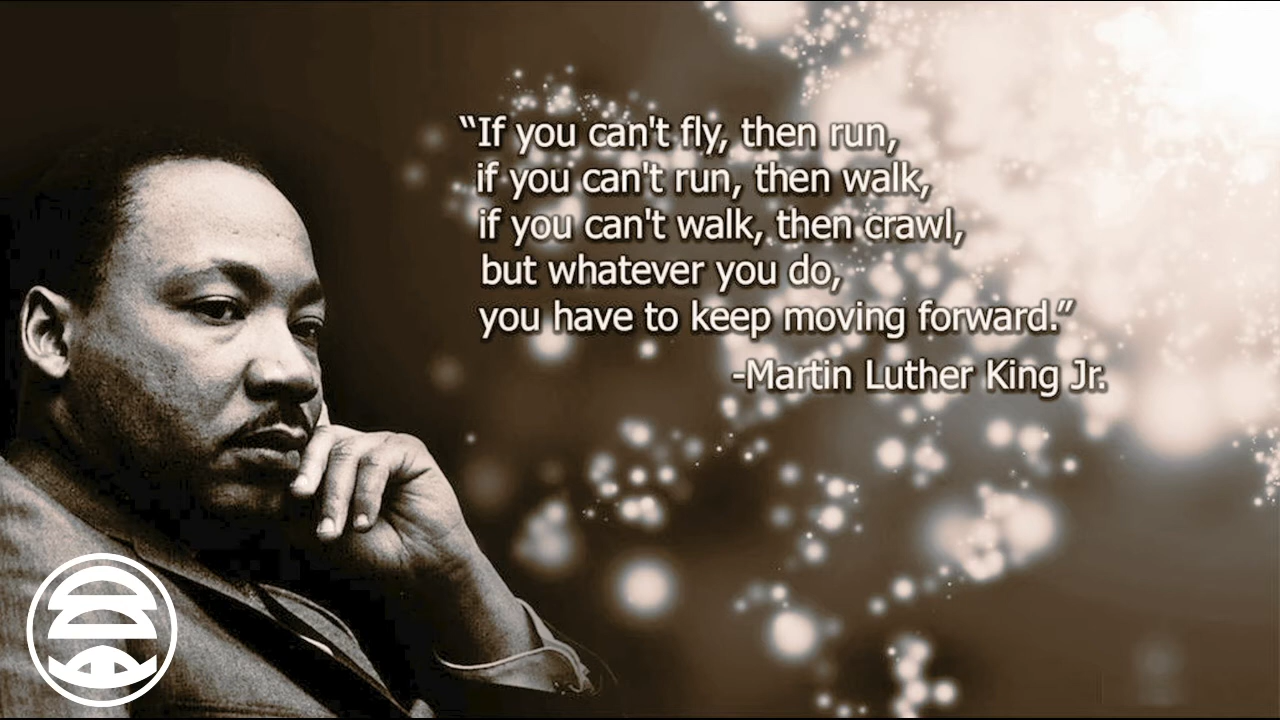 “If you can't fly, then run,
if you can't run, then walk,
if you can't walk, then crawl,
but whatever you do,
you have to keep moving forward.”
-Martin Luther King Jr.